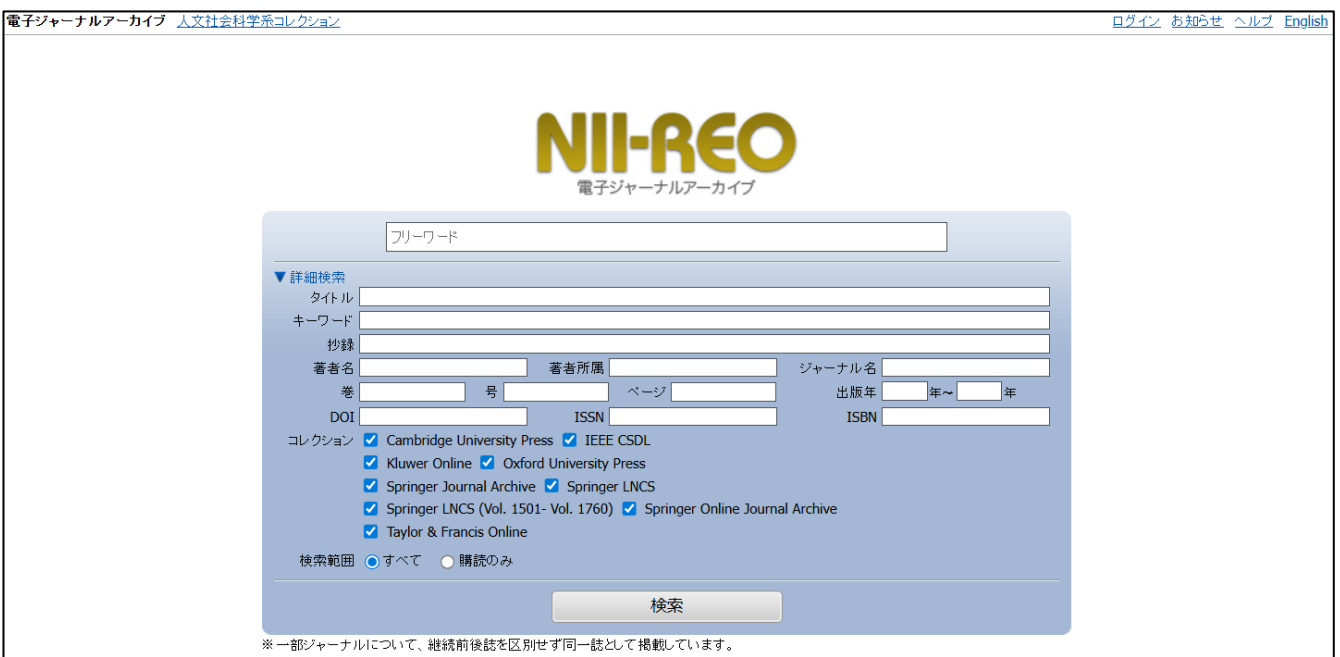 電子ジャーナルアーカイブ 人文社会科学系コレクション ログイン お知らせ ヘルプ English
NII-REO
電子ジャーナルアーカイブ
フリーワード
▼詳細検索
タイトル
キーワード
抄録
著者名 著者所属 ジャーナル名
巻 号 ページ 出版年 年~ 年
DOI ISSN ISBN
コレクション Cambridge University Press IEEE CSDL
Kluwer Online Oxford University Press
Springer Journal Archive Springer LNCS
Springer LNCS (Vol. 1501- Vol. 1760) Springer Online Journal Archive
Taylor & Francis Online
検索範囲 すべて 購読のみ
検索
※一部ジャーナルについて、継続前後誌を区別せず同一誌として掲載しています。